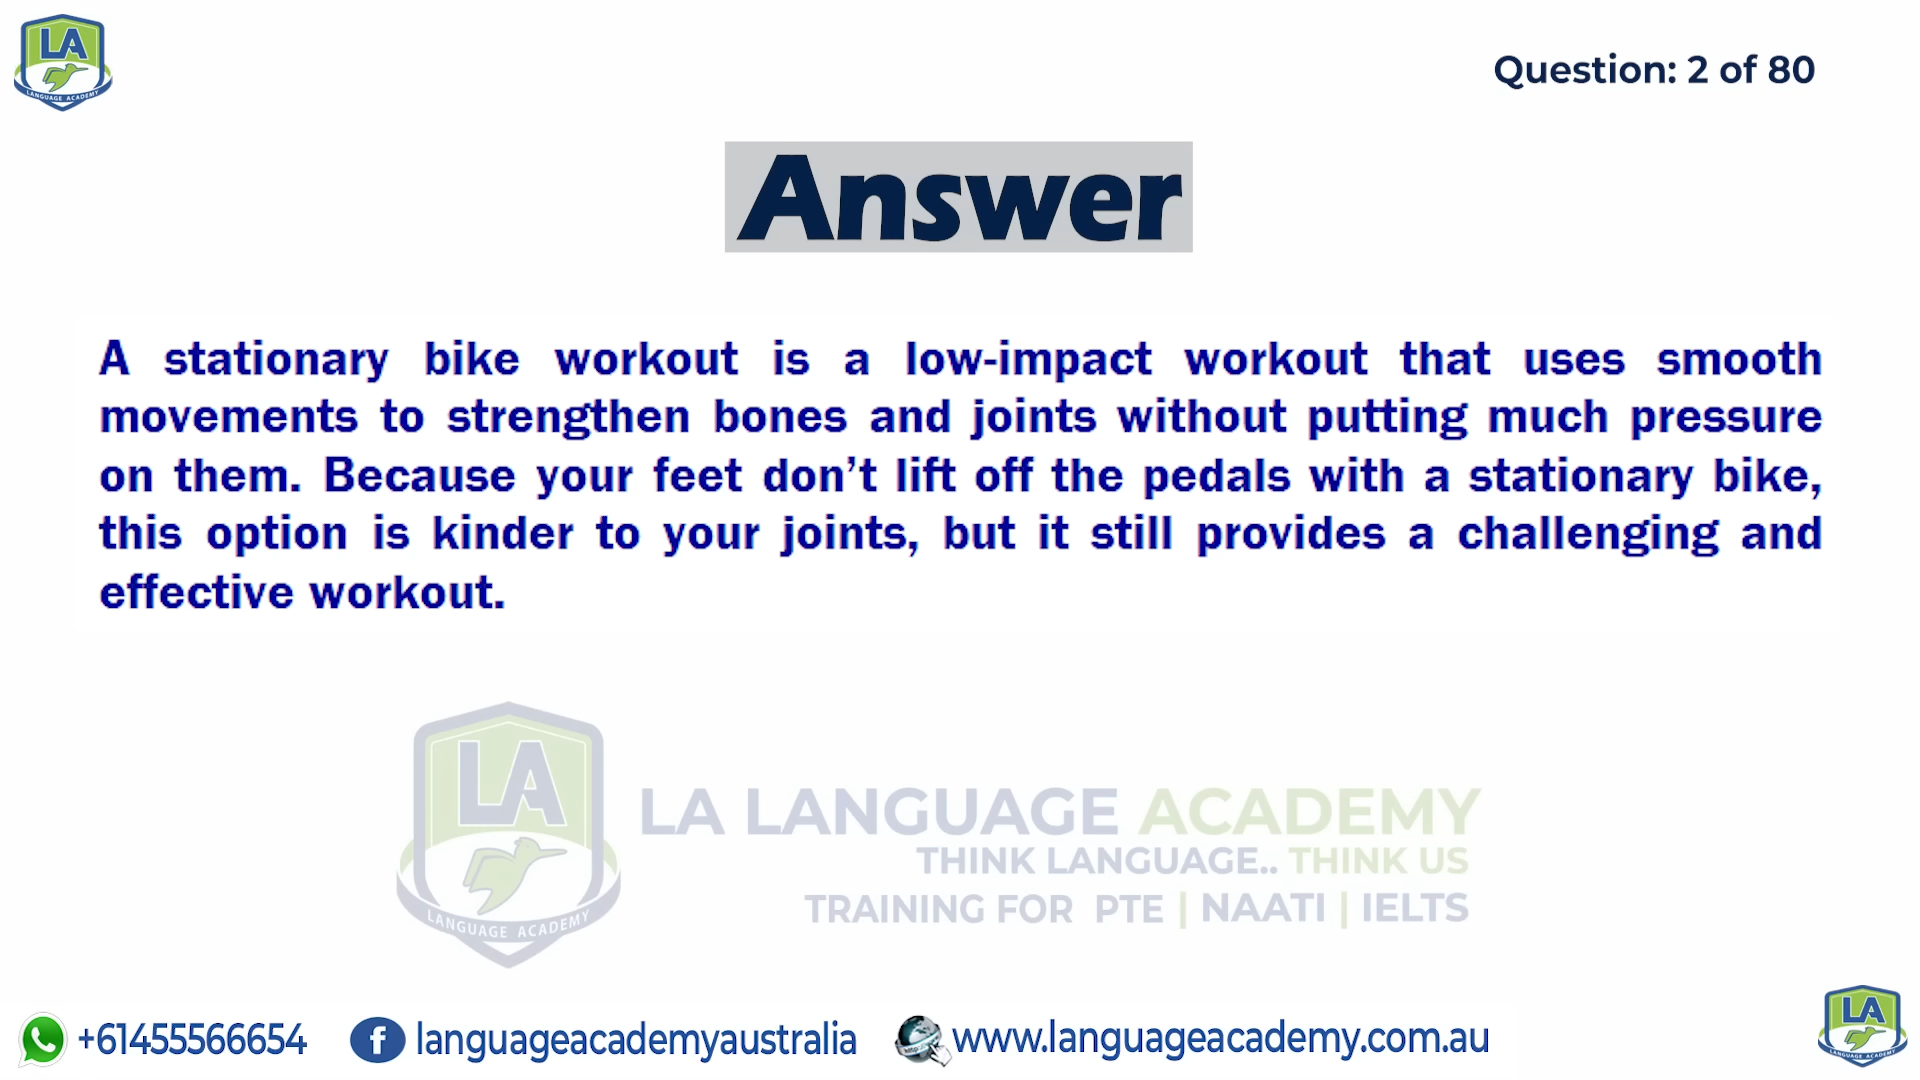 LA
LANGUAGE ACADEMY
Question: 2 of 80
Answer
A stationary bike workout is a low-impact workout that uses smooth
movements to strengthen bones and joints without putting much pressure
on them. Because your feet don’t lift off the pedals with a stationary bike,
this option is kinder to your joints, but it still provides a challenging and
effective workout.
LA
LANGUAGE ACADEMY
LA LANGUAGE ACADEMY
THINK LANGUAGE.. THINK US
TRAINING FOR PTE | NAATI | IELTS
+61455566654 f languageacademyaustralia www.languageacademy.com.au
LA
LANGUAGE ACADEMY